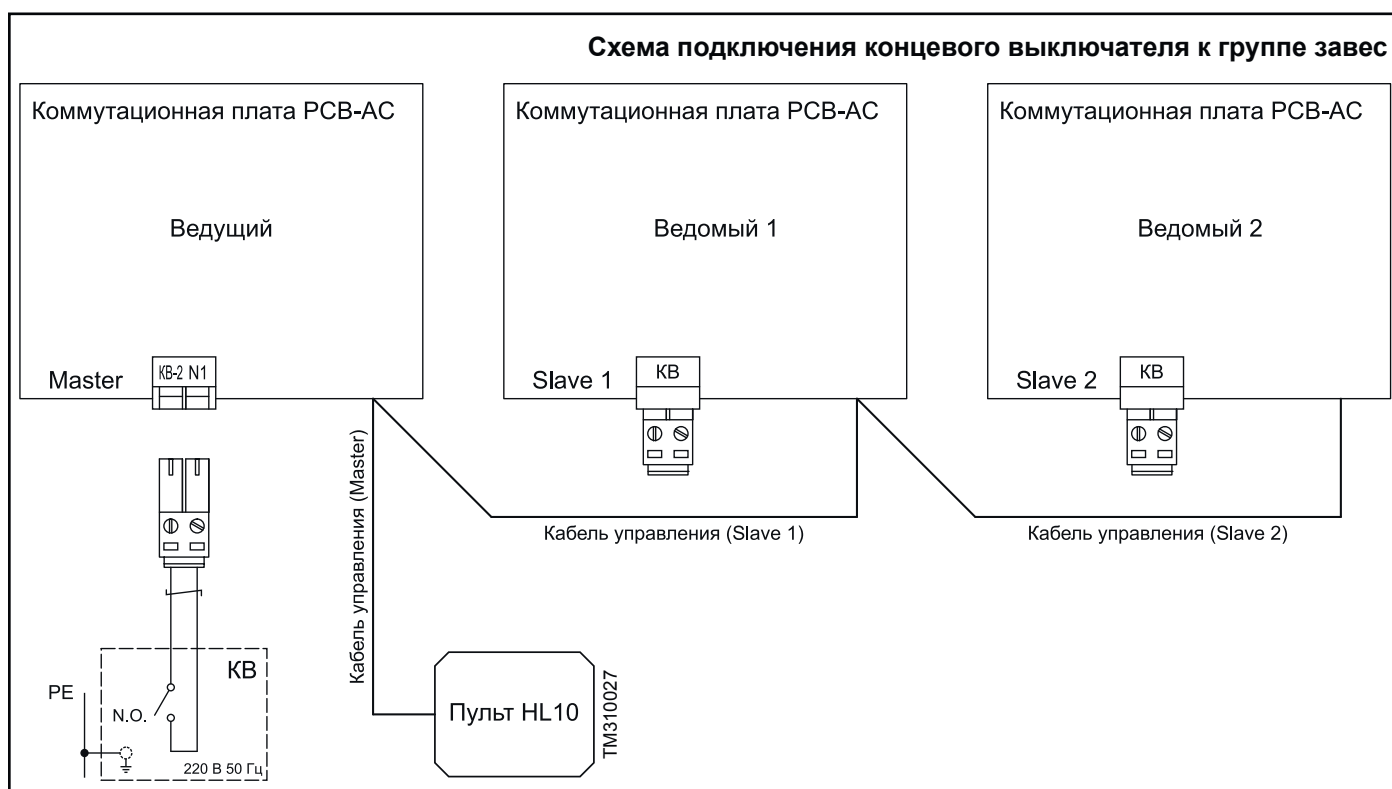 Схема подключения концевого выключателя к группе завес
Коммутационная плата PCB-AC
Ведущий
Master
КВ-2 N1
Коммутационная плата PCB-AC
Ведомый 1
Slave 1
КВ
Коммутационная плата PCB-AC
Ведомый 2
Slave 2
КВ
Кабель управления (Master)
Кабель управления (Slave 1)
Кабель управления (Slave 2)
КВ
PE
N.O.
220 В 50 Гц
Пульт HL10
TM310027